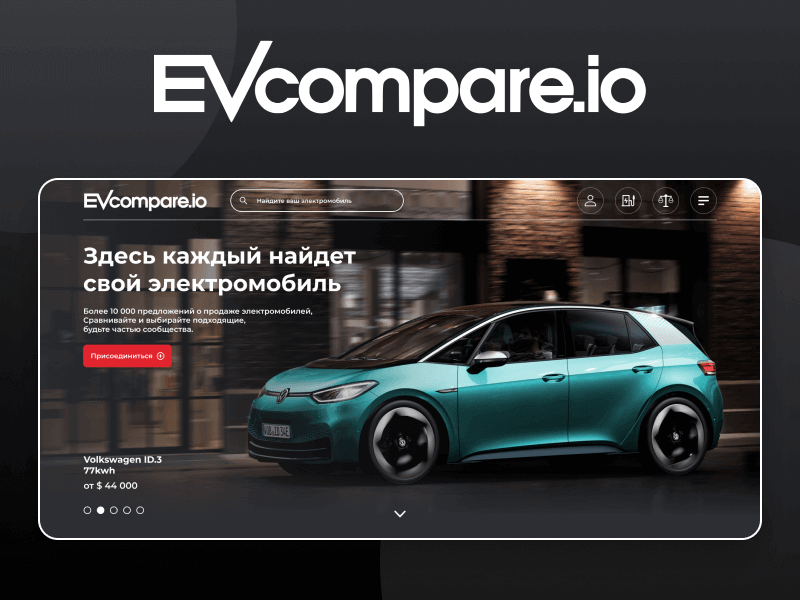 EVcompare.io
EVcompare.io
Найдите ваш электромобиль
Здесь каждый найдет
свой электромобиль
Более 10 000 предложений о продаже электромобилей,
Сравнивайте и выбирайте подходящие,
будьте частью сообщества.
Присоединиться
Volkswagen ID.3
77kwh
от $ 44 000